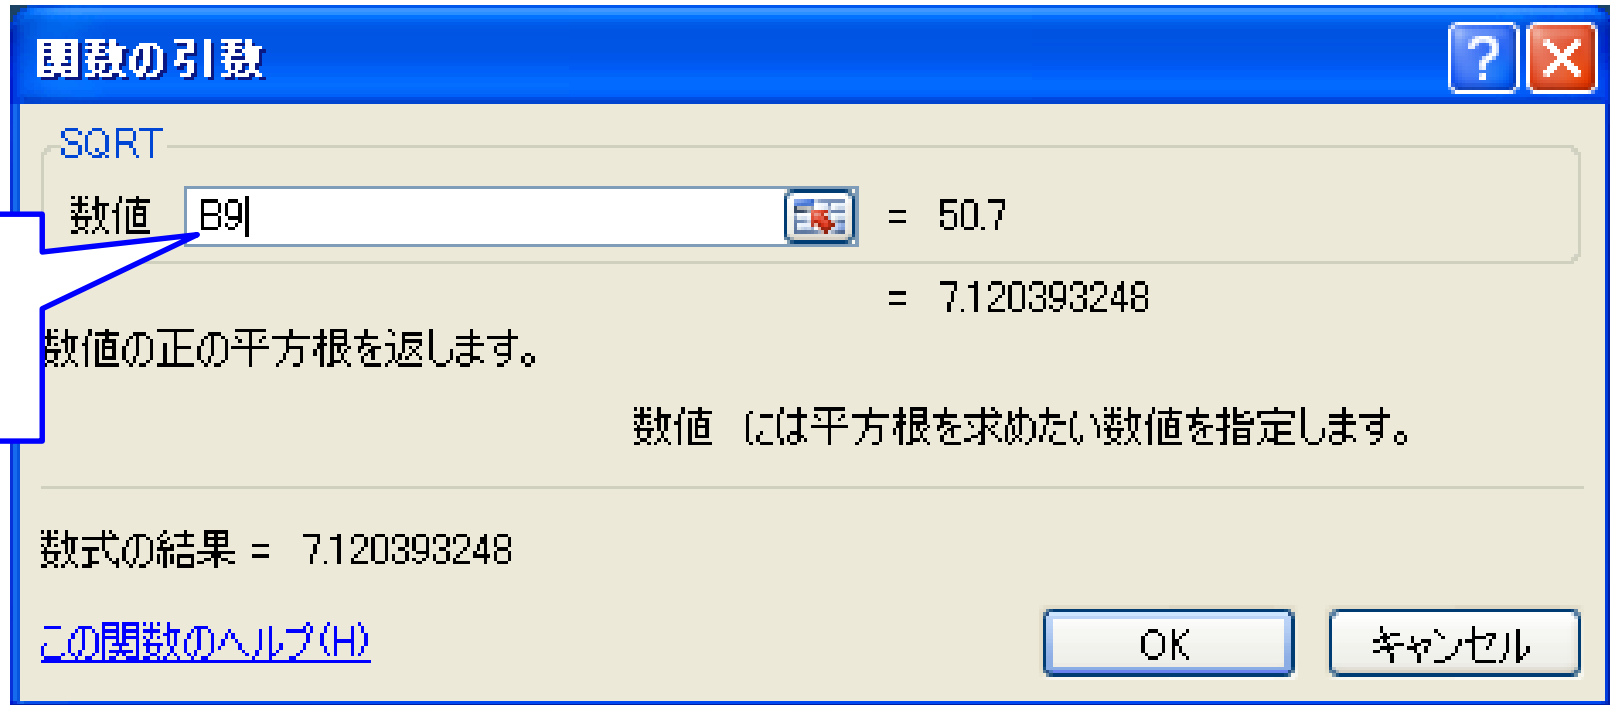 関数の引数
SQRT
数値 B9 = 50.7
= 7.120393248
数値の正の平方根を返します。
数値 には平方根を求めたい数値を指定します。
数式の結果 = 7.120393248
この関数のヘルプ(H)
OK キャンセル